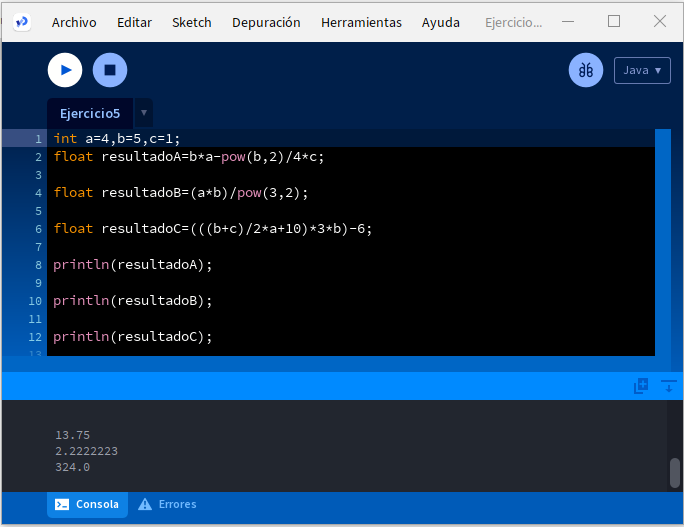 Archivo Editar Sketch Depuración Herramientas Ayuda Ejercicio...
Java
Ejercicio5
1 int a=4,b=5,c=1;
2 float resultadoA=b*a-pow(b,2)/4*c;
3
4 float resultadoB=(a*b)/pow(3,2);
5
6 float resultadoC=(((b+c)/2*a+10)*3*b)-6;
7
8 println(resultadoA);
9
10 println(resultadoB);
11
12 println(resultadoC);
13
13.75
2.2222223
324.0
Consola Errores